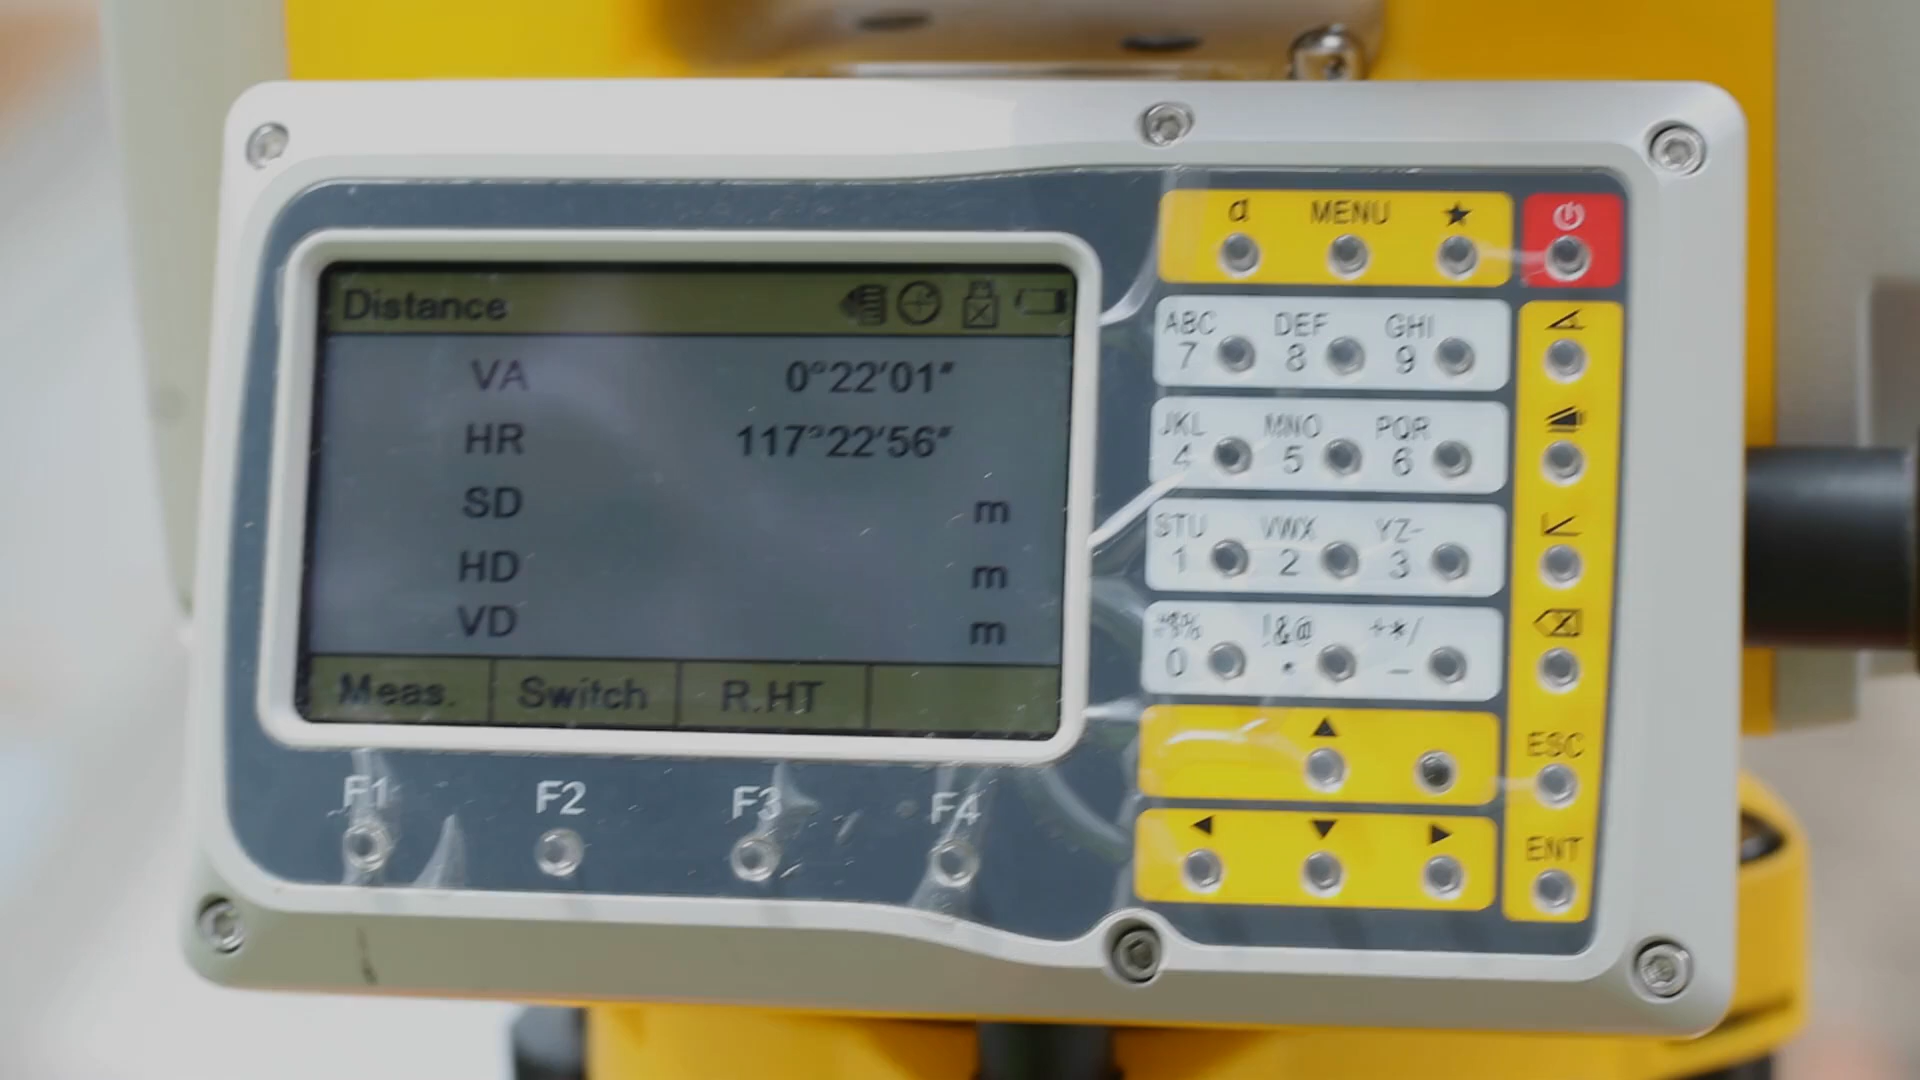 Distance
VA 0°22′01″
HR 117°22′56″
SD m
HD m
VD m
Meas. Switch R.HT
F1 F2 F3 F4
α MENU ★
ABC DEF GHI
7 8 9
JKL MNO PQR
4 5 6
STU VWX YZ-
1 2 3
!&@ +*/
0 . -
ESC
ENT